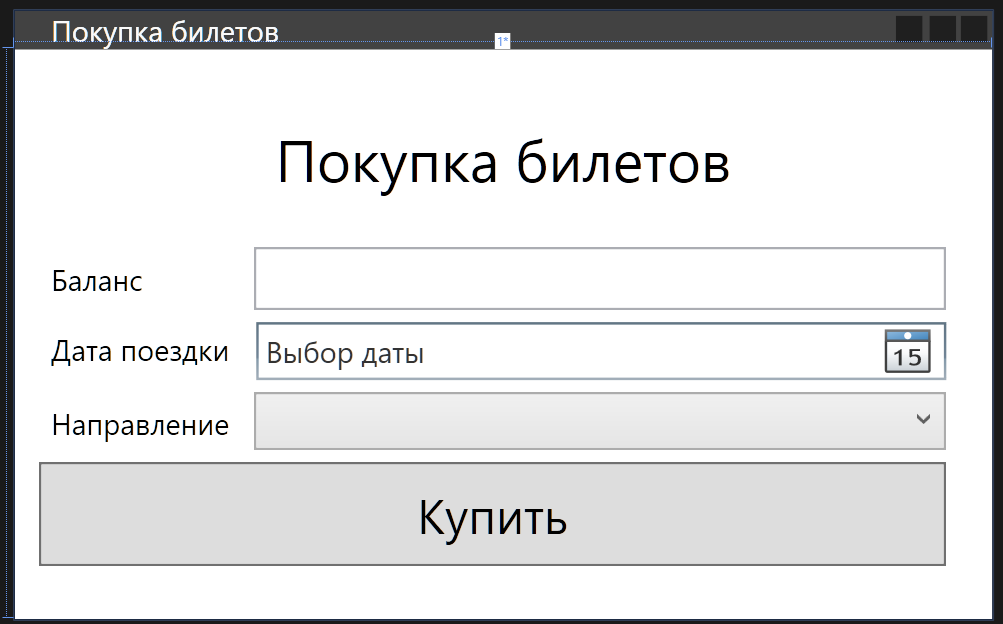 Покупка билетов
1*
Покупка билетов
Баланс
Дата поездки
Выбор даты
15
Направление
Купить